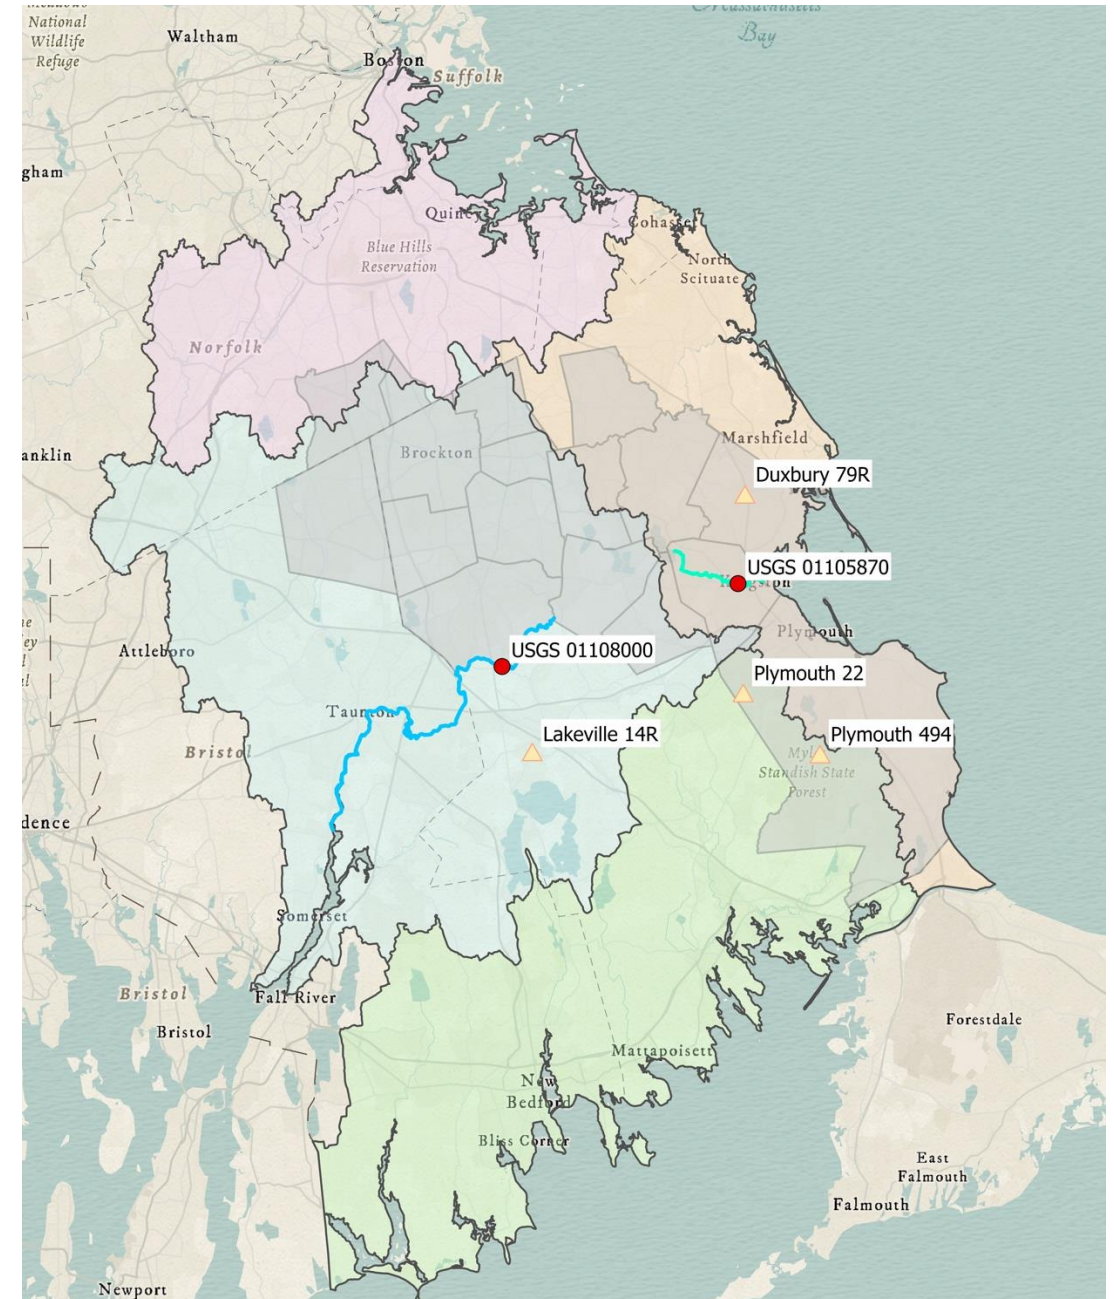 National
Wildlife
Refuge
Waltham
Boston
Suffolk
Massachusetts
Bay
gham
Quincy
Cohasset
Blue Hills
Reservation
North
Scituate
Norfolk
Marshfield
anklin
Brockton
Duxbury 79R
USGS 01105870
Kingston
Plymouth
Attleboro
USGS 01108000
Plymouth 22
Taunton
Lakeville 14R
Plymouth 494
Bristol
Standish State
Forest
dence
Somerset
Bristol
Fall River
Bristol
Forestdale
Mattapoisett
New
Bedford
Bliss Corner
East
Falmouth
Falmouth
Newport